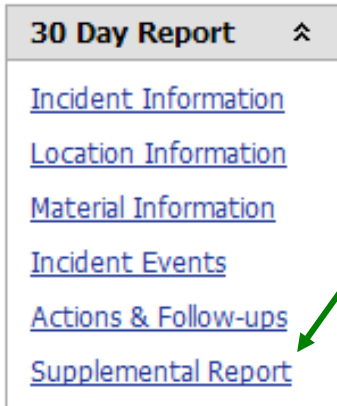 30 Day Report
Incident Information
Location Information
Material Information
Incident Events
Actions & Follow-ups
Supplemental Report